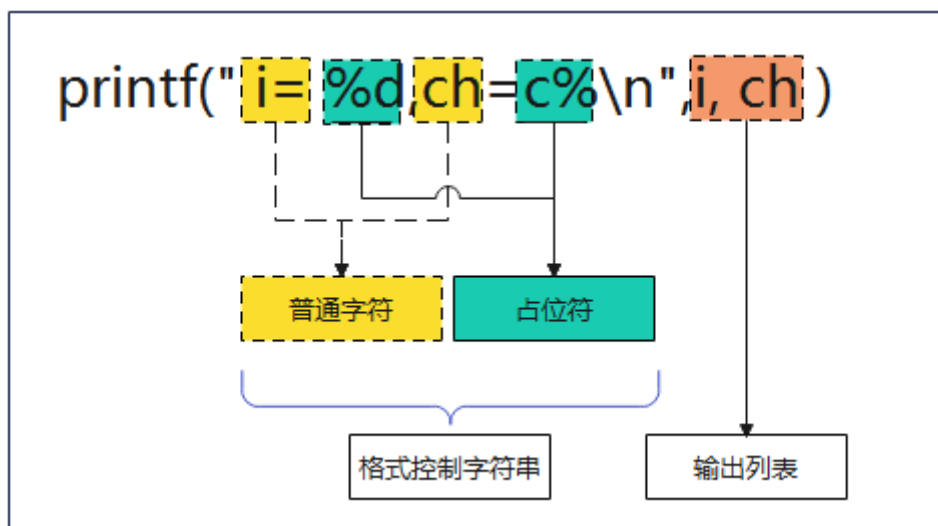 printf(" i= %d,ch=c%\n",i, ch )
普通字符 占位符
格式控制字符串 输出列表